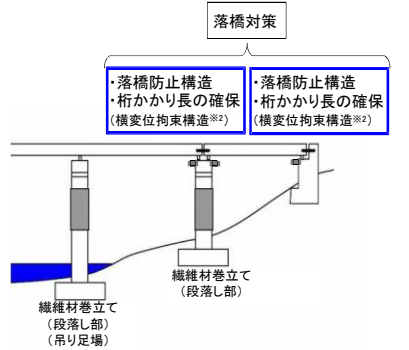 落橋対策
・落橋防止構造
・桁かかり長の確保
(横変位拘束構造※2)
・落橋防止構造
・桁かかり長の確保
(横変位拘束構造※2)
繊維材巻立て
(段落し部)
繊維材巻立て
(段落し部)
(吊り足場)